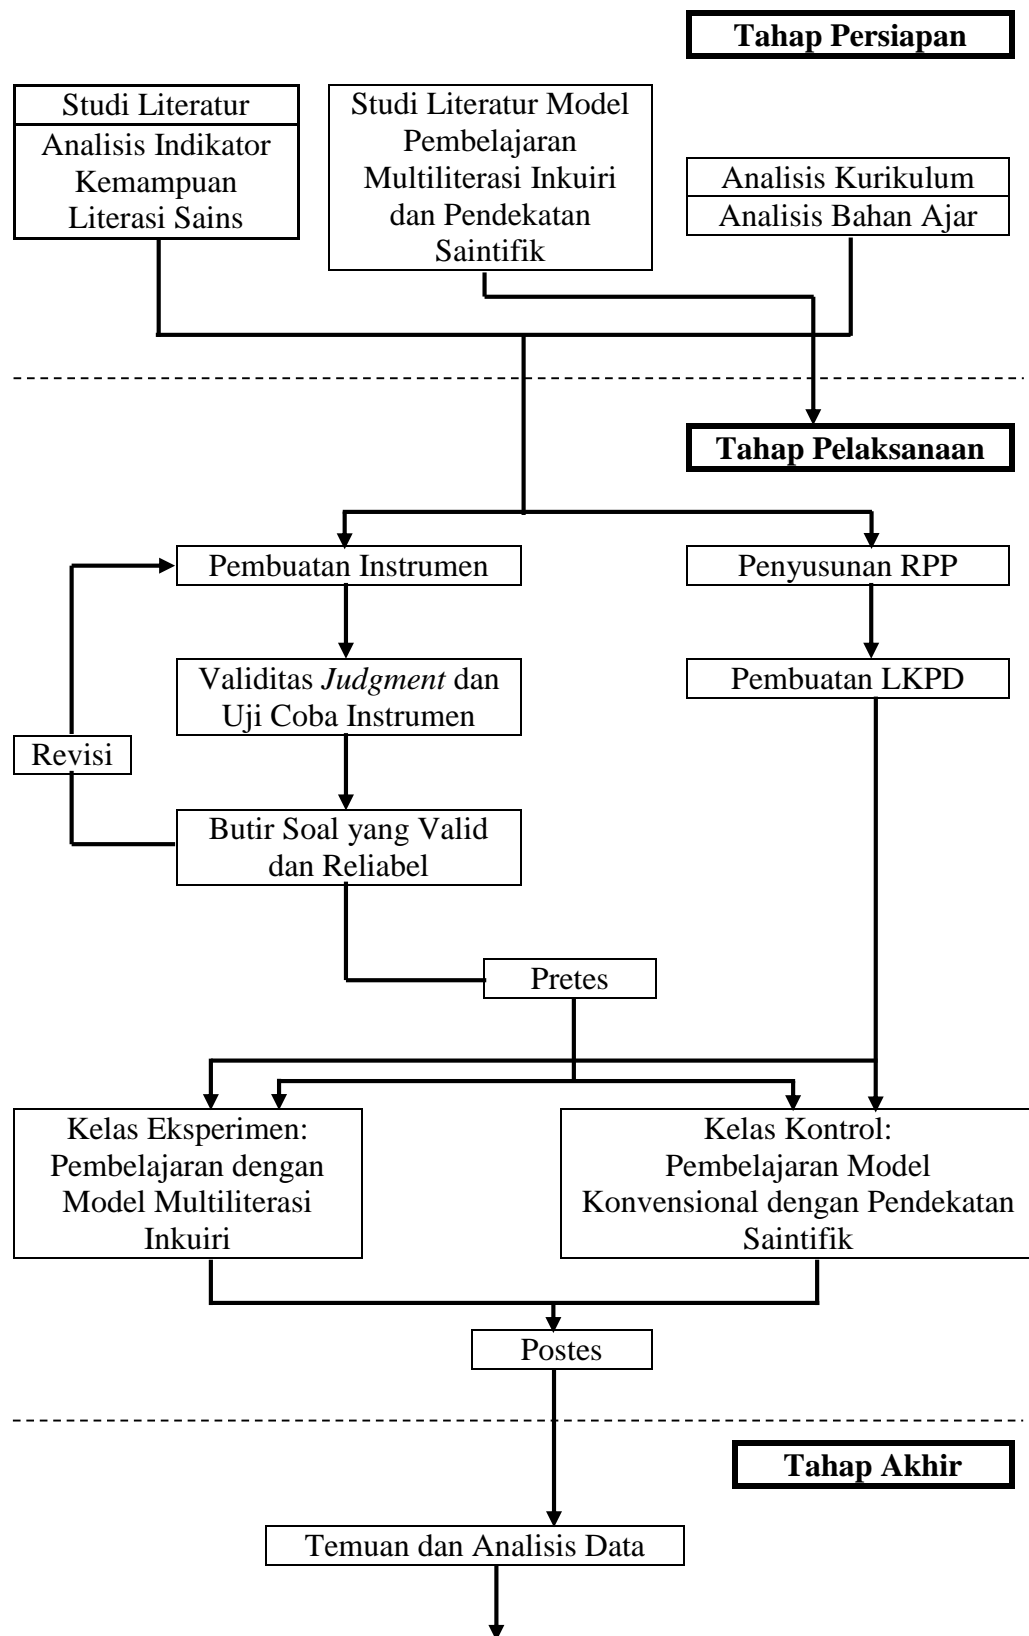 Tahap Persiapan
Studi Literatur
Analisis Indikator
Kemampuan
Literasi Sains
Studi Literatur Model
Pembelajaran
Multiliterasi Inkuiri
dan Pendekatan
Saintifik
Analisis Kurikulum
Analisis Bahan Ajar
Tahap Pelaksanaan
Pembuatan Instrumen
Penyusunan RPP
Validitas Judgment dan
Uji Coba Instrumen
Pembuatan LKPD
Revisi
Butir Soal yang Valid
dan Reliabel
Pretes
Kelas Eksperimen:
Pembelajaran dengan
Model Multiliterasi
Inkuiri
Kelas Kontrol:
Pembelajaran Model
Konvensional dengan Pendekatan
Saintifik
Postes
Tahap Akhir
Temuan dan Analisis Data